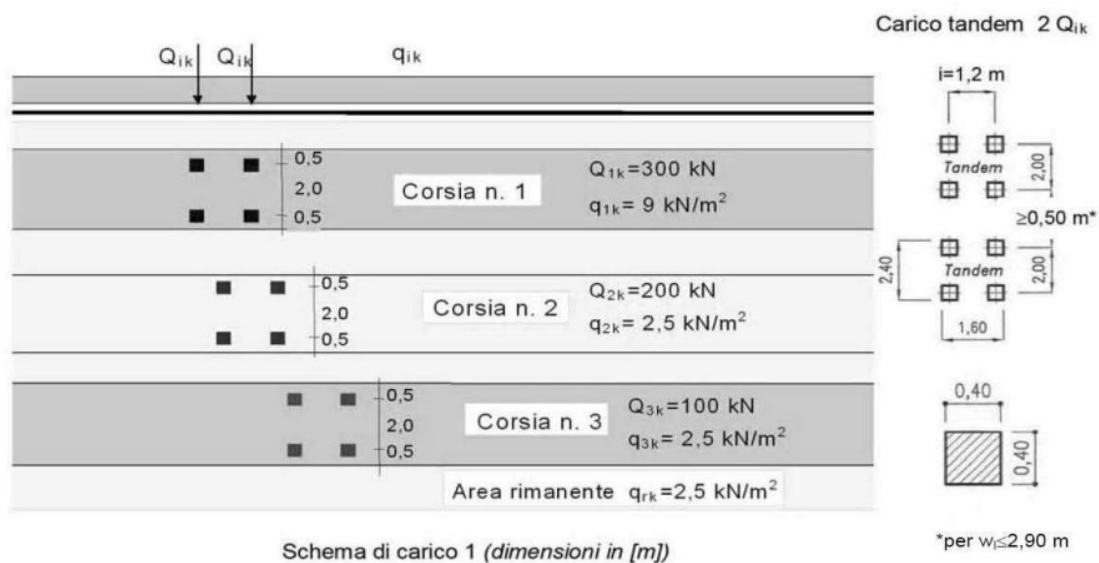 Carico tandem 2 Qik
Qik
Qik
qik
i=1,2 m
Tandem
2,00
≥0,50 m*
Tandem
2,00
2,40
1,60
0,5
2,0
0,5
Corsia n. 1
Q1k=300 kN
q1k= 9 kN/m²
0,5
2,0
0,5
Corsia n. 2
Q2k=200 kN
q2k= 2,5 kN/m²
0,5
2,0
0,5
Corsia n. 3
Q3k=100 kN
q3k= 2,5 kN/m²
0,40
0,40
Area rimanente qrk=2,5 kN/m²
Schema di carico 1 (dimensioni in [m])
*per wl≤2,90 m